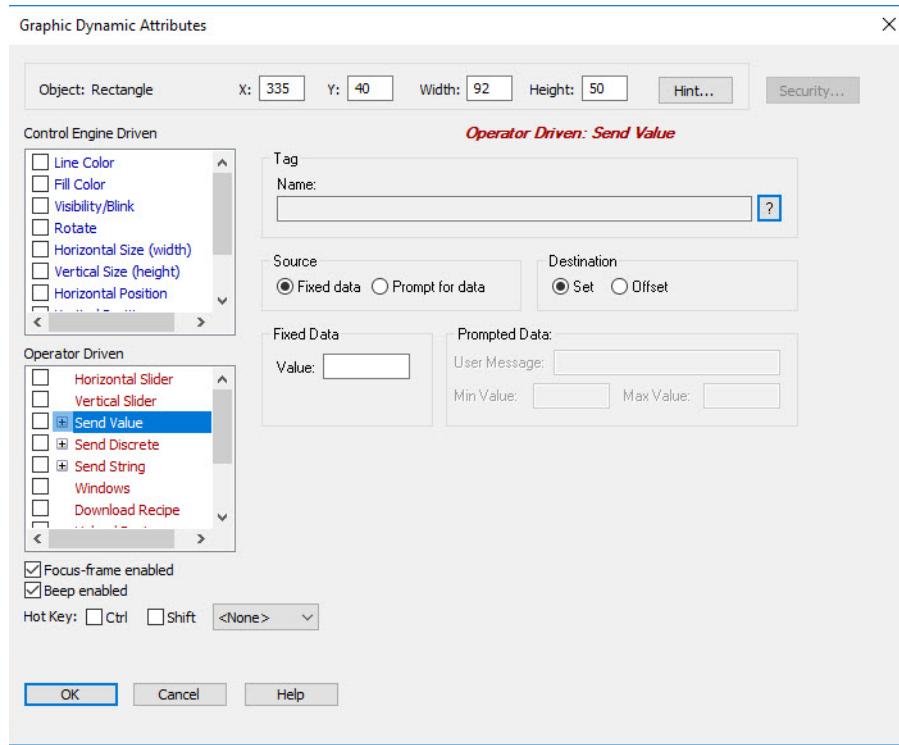 Graphic Dynamic Attributes
Object: Rectangle X: 335 Y: 40 Width: 92 Height: 50 Hint... Security...
Control Engine Driven
Line Color
Fill Color
Visibility/Blink
Rotate
Horizontal Size (width)
Vertical Size (height)
Horizontal Position
Operator Driven
Horizontal Slider
Vertical Slider
Send Value
Send Discrete
Send String
Windows
Download Recipe
Focus-frame enabled
Beep enabled
Hot Key: Ctrl Shift <None>
Operator Driven: Send Value
Tag
Name:
?
Source
Fixed data Prompt for data
Destination
Set Offset
Fixed Data
Value:
Prompted Data:
User Message:
Min Value: Max Value:
OK Cancel Help